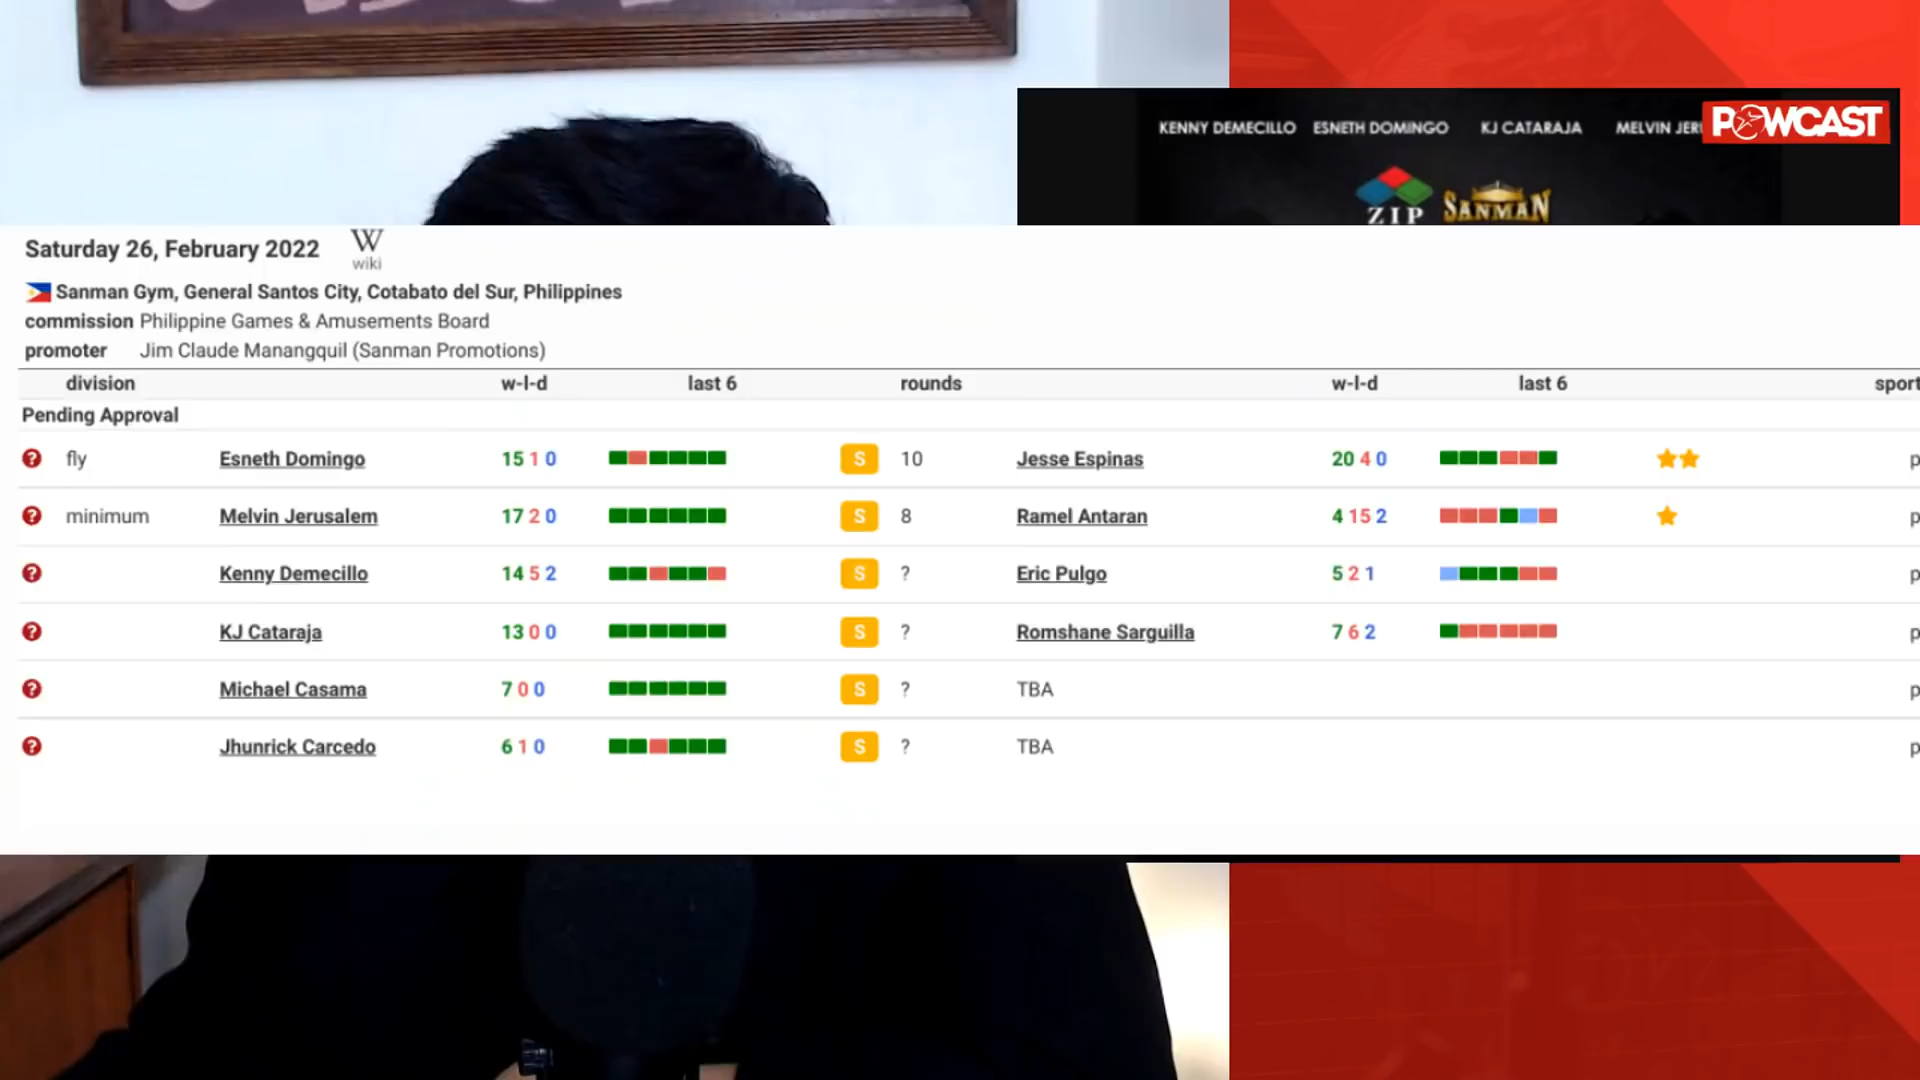 KENNY DEMECILLO ESNETH DOMINGO KJ CATARAJA MELVIN
POWCAST
ZIP SANMAN
Saturday 26, February 2022
W
wiki
Sanman Gym, General Santos City, Cotabato del Sur, Philippines
commission Philippine Games & Amusements Board
promoter Jim Claude Manangquil (Sanman Promotions)
division w-l-d last 6 rounds w-l-d last 6 sport
Pending Approval
? fly Esneth Domingo 15 1 0 S 10 Jesse Espinas 20 4 0 p
? minimum Melvin Jerusalem 17 2 0 S 8 Ramel Antaran 4 15 2 p
? Kenny Demecillo 14 5 2 S ? Eric Pulgo 5 2 1 p
? KJ Cataraja 13 0 0 S ? Romshane Sarguilla 7 6 2 p
? Michael Casama 7 0 0 S ? TBA p
? Jhunrick Carcedo 6 1 0 S ? TBA p